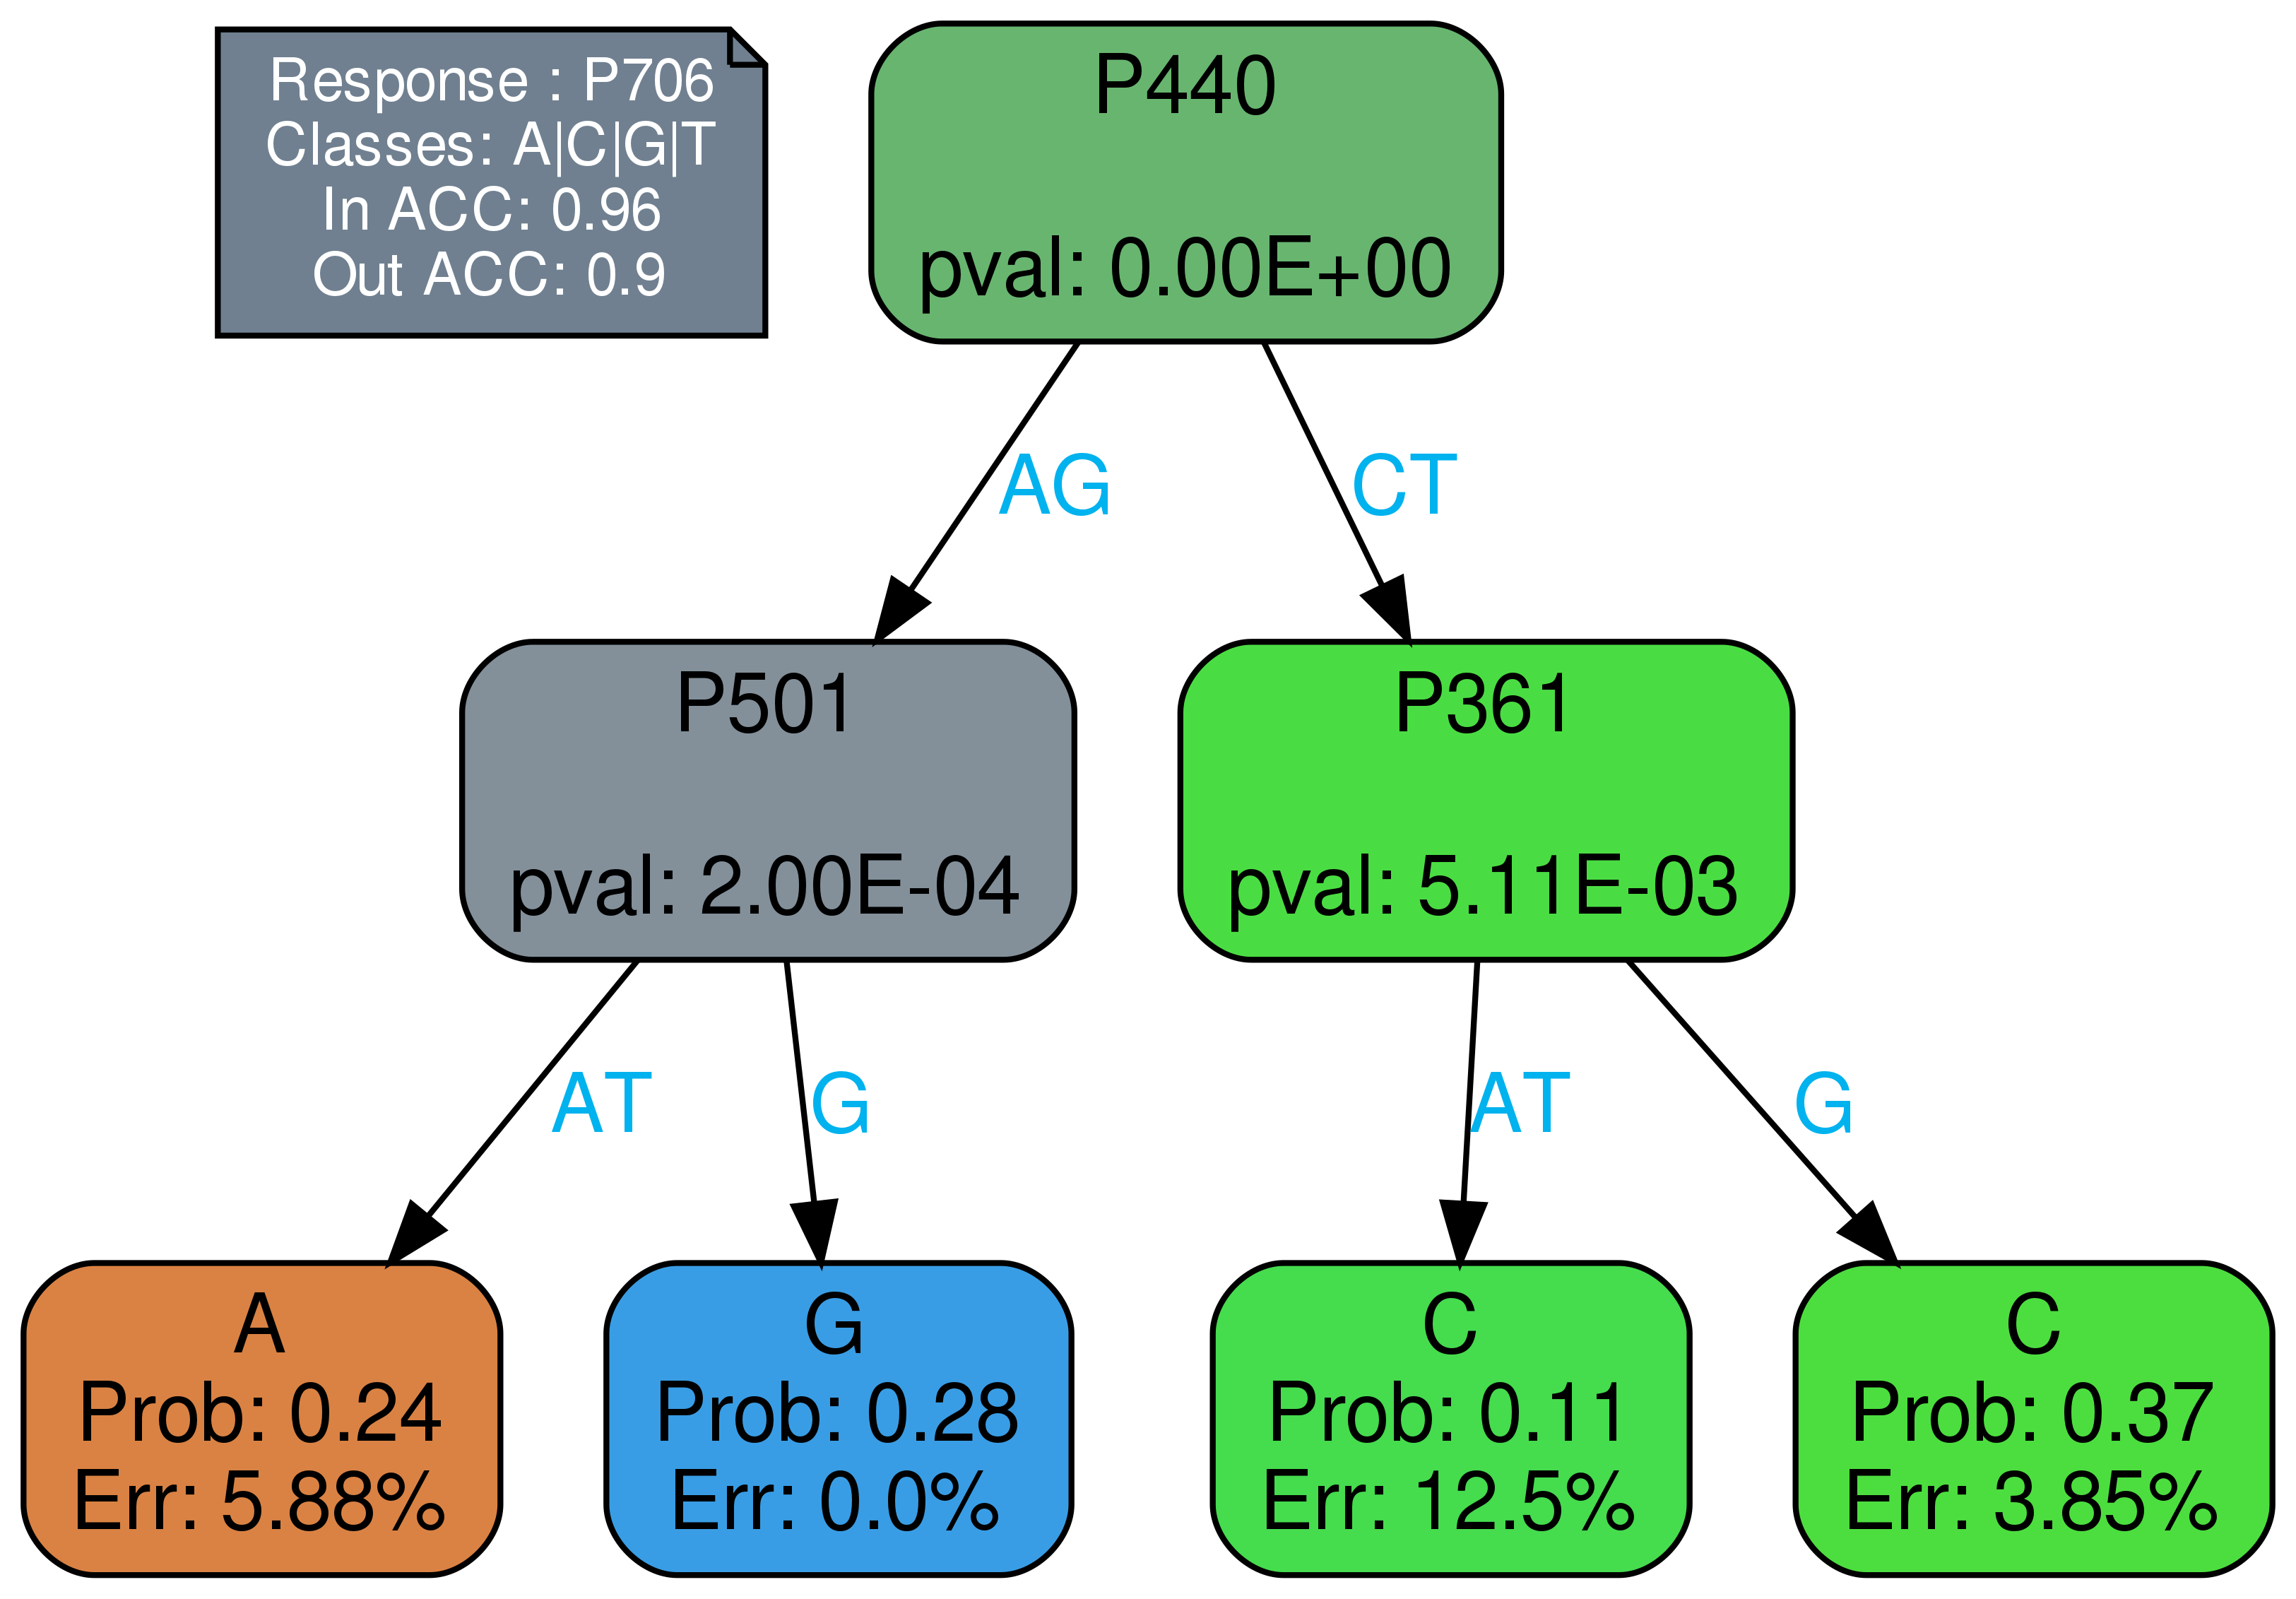 Response : P706
Classes: A|C|G|T
In ACC: 0.96
Out ACC: 0.9
P440
pval: 0.00E+00
AG
CT
P501
pval: 2.00E-04
P361
pval: 5.11E-03
AT
G
AT
G
A
Prob: 0.24
Err: 5.88%
G
Prob: 0.28
Err: 0.0%
C
Prob: 0.11
Err: 12.5%
C
Prob: 0.37
Err: 3.85%